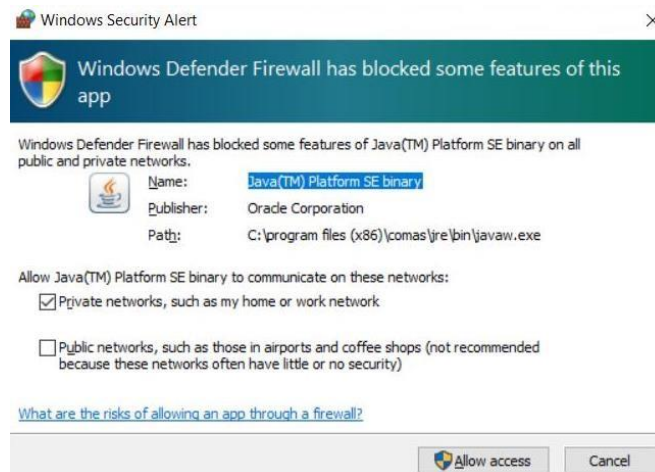 Windows Security Alert
Windows Defender Firewall has blocked some features of this
app
Windows Defender Firewall has blocked some features of Java(TM) Platform SE binary on all
public and private networks.
Name: Java(TM) Platform SE binary
Publisher: Oracle Corporation
Path: C:\program files (x86)\comas\jre\bin\javaw.exe
Allow Java(TM) Platform SE binary to communicate on these networks:
Private networks, such as my home or work network
Public networks, such as those in airports and coffee shops (not recommended
because these networks often have little or no security)
What are the risks of allowing an app through a firewall?
Allow access Cancel